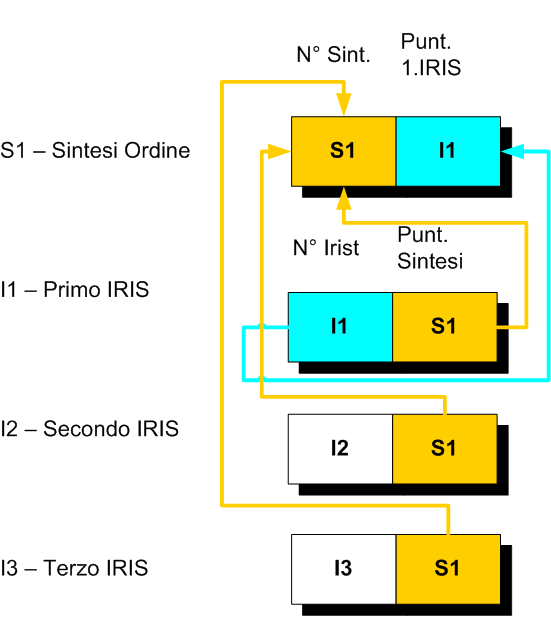 N° Sint.
Punt.
1.IRIS
S1 – Sintesi Ordine
S1
I1
N° Irist
Punt.
Sintesi
I1 – Primo IRIS
I1
S1
I2 – Secondo IRIS
I2
S1
I3 – Terzo IRIS
I3
S1